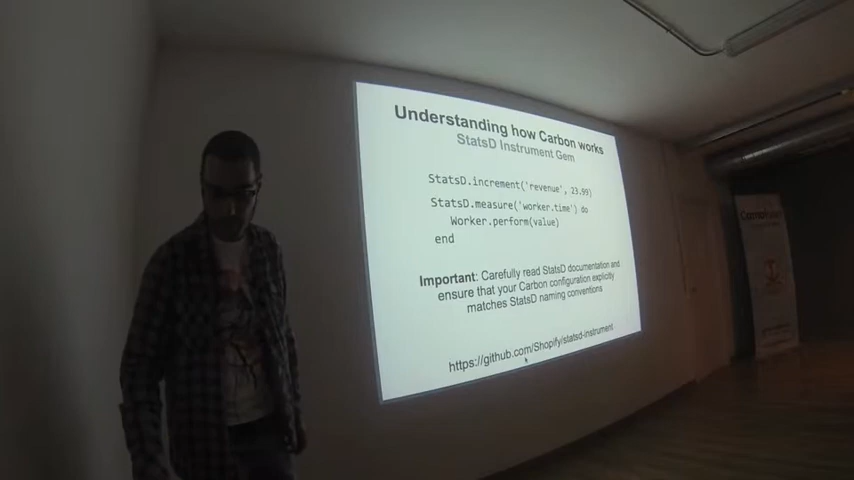 Understanding how Carbon works
StatsD Instrument Gem
StatsD.increment('revenue', 23.99)
StatsD.measure('worker.time') do
Worker.perform(value)
end
Important: Carefully read StatsD documentation and
ensure that your Carbon configuration explicity
matches StatsD naming conventions
https://github.com/Shopify/statsd-instrument